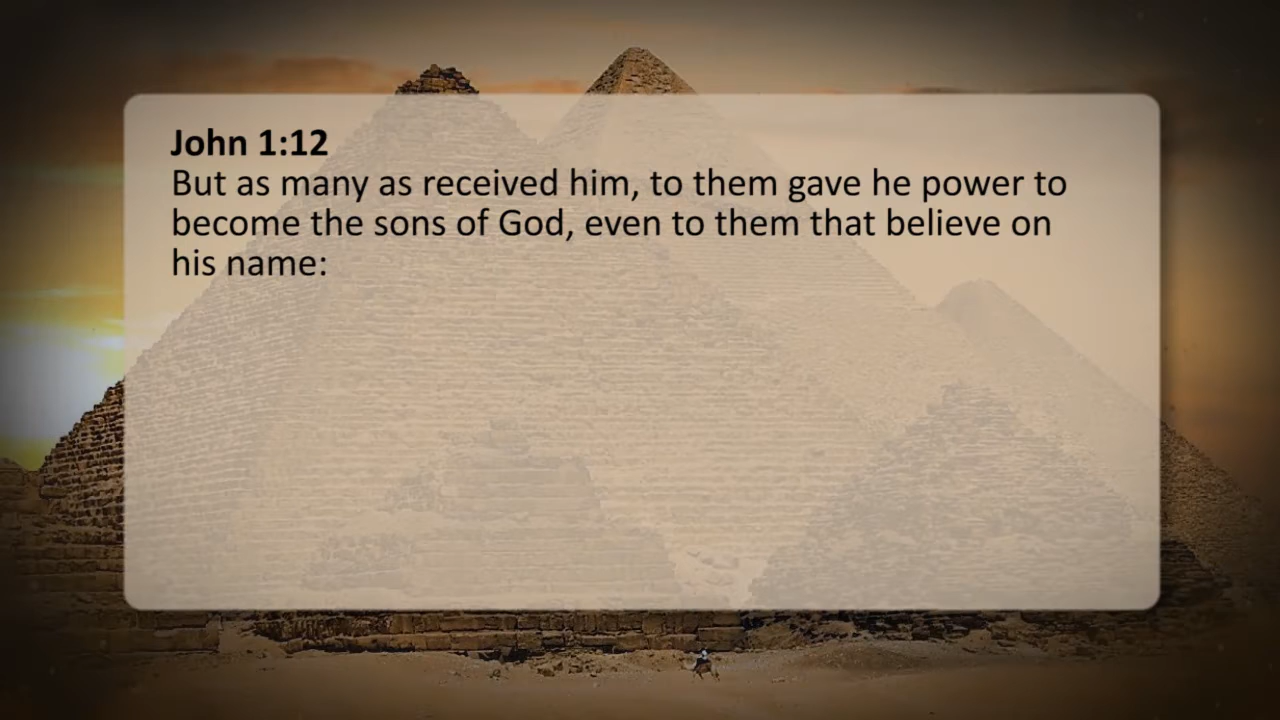 John 1:12
But as many as received him, to them gave he power to
become the sons of God, even to them that believe on
his name: